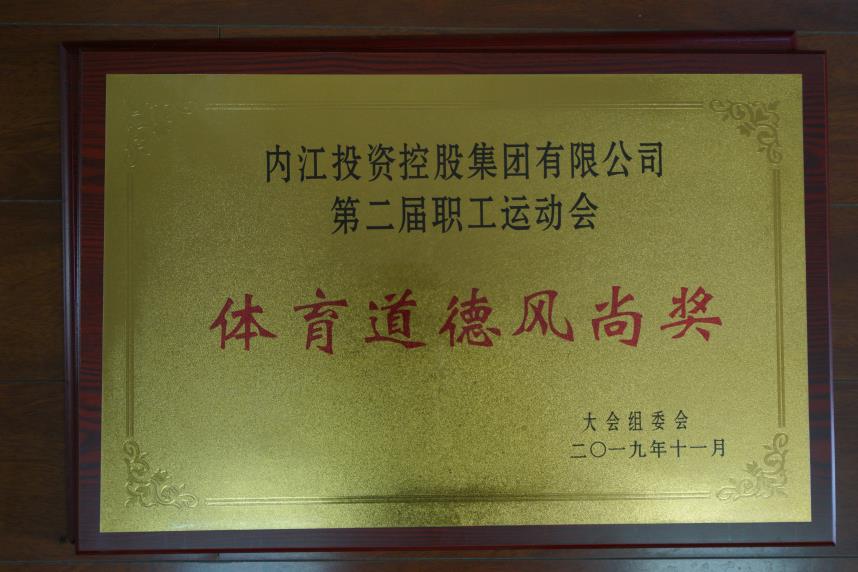 内江投资控股集团有限公司
第二届职工运动会
体育道德风尚奖
大会组委会
二〇一九年十一月